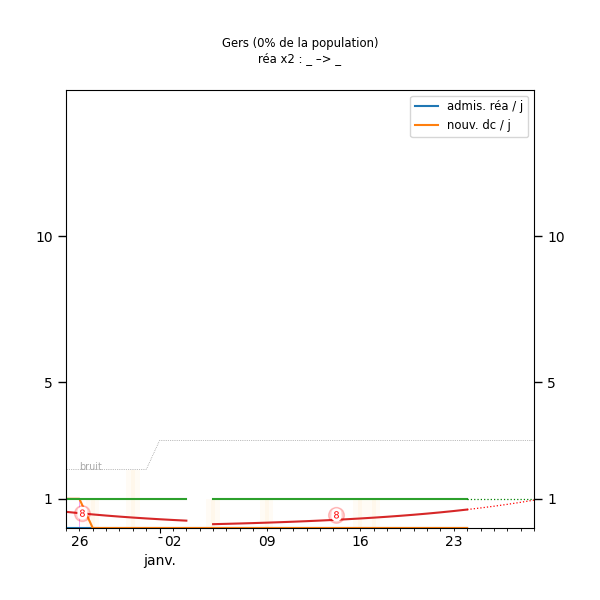 Gers (0% de la population)
réa x2 : _ –> _
admis. réa / j
nouv. dc / j
10 10
5 5
bruit
1 1
8 8
26 02 09 16 23
janv.